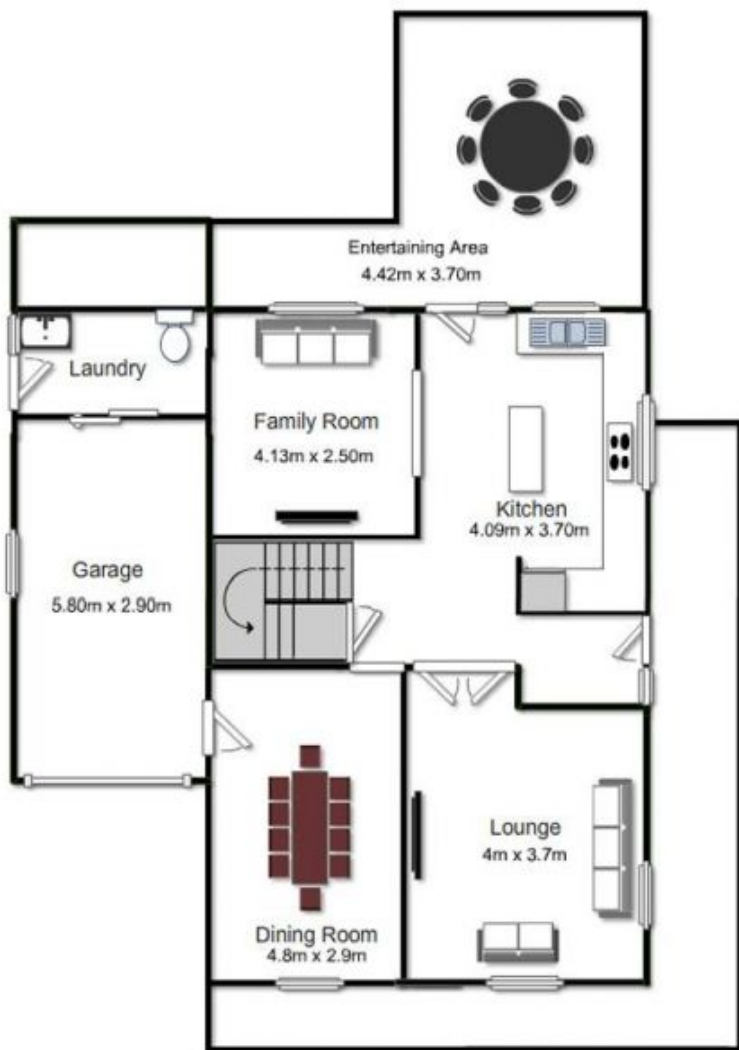 Entertaining Area
4.42m x 3.70m
Laundry
Family Room
4.13m x 2.50m
Kitchen
4.09m x 3.70m
Garage
5.80m x 2.90m
Lounge
4m x 3.7m
Dining Room
4.8m x 2.9m